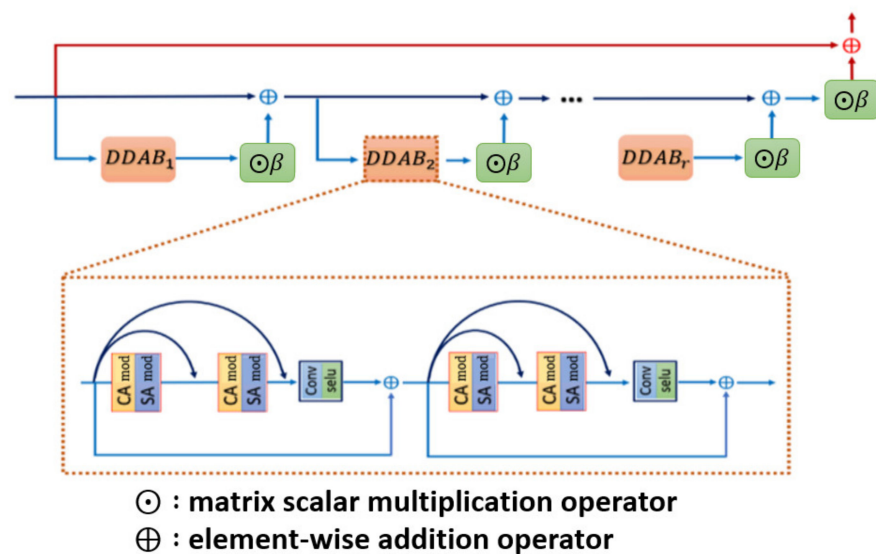 ⊕
⊕ ⊕ ... ⊕ ⊙β
DDAB₁ ⊙β DDAB₂ ⊙β DDABᵣ ⊙β
CA mod SA mod CA mod SA mod Conv selu ⊕ CA mod SA mod CA mod SA mod Conv selu ⊕
⊙ : matrix scalar multiplication operator
⊕ : element-wise addition operator